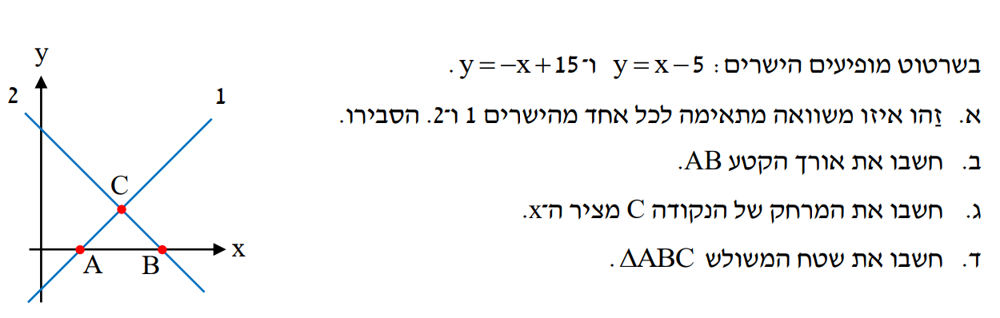 בשרטוט מופיעים הישרים: y = x − 5 ו־ y = −x + 15.
א. זַהו איזו משוואה מתאימה לכל אחד מהישרים 1 ו־2. הסבירו.
ב. חשבו את אורך הקטע AB.
ג. חשבו את המרחק של הנקודה C מציר ה־x.
ד. חשבו את שטח המשולש ΔABC.
y
2
1
C
x
A
B